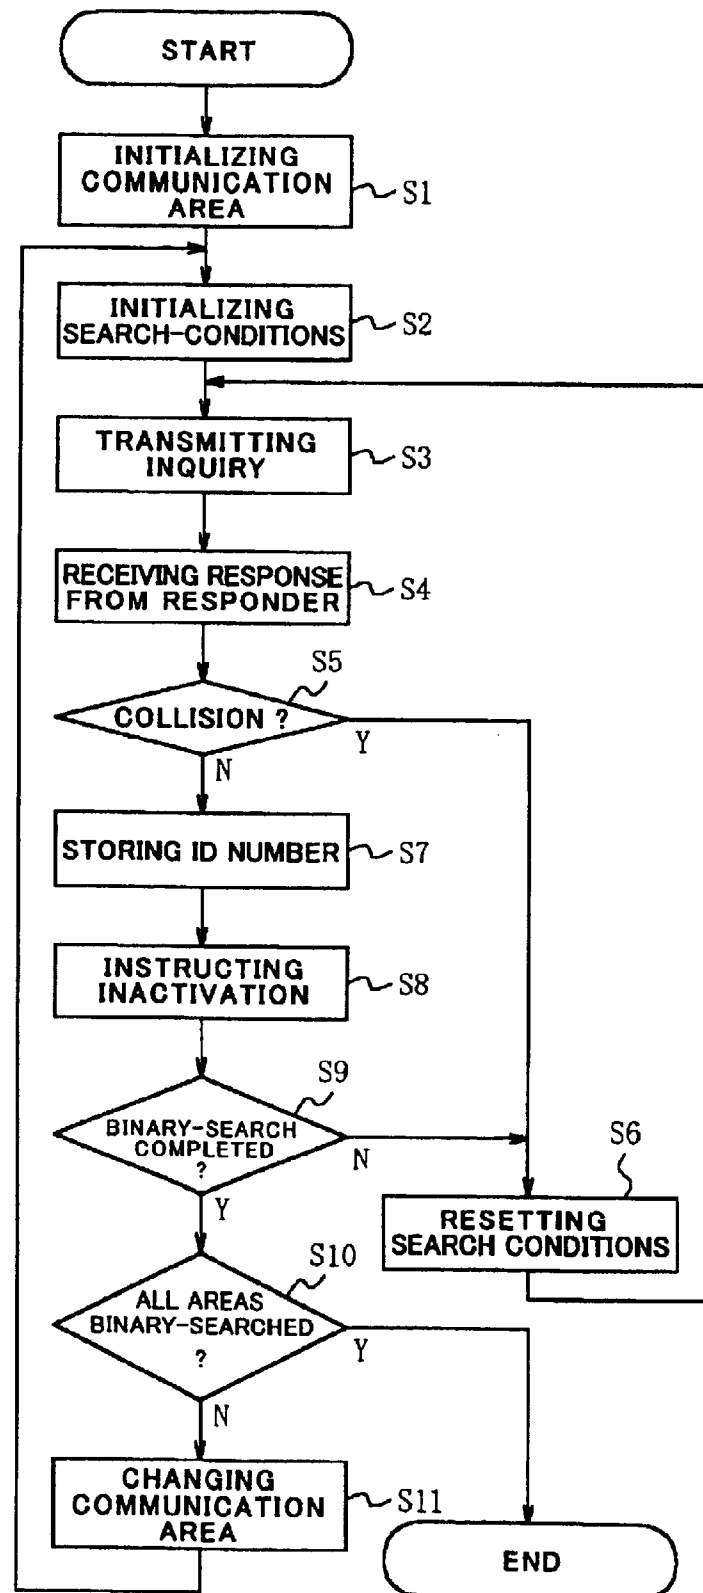 START
INITIALIZING
COMMUNICATION
AREA
S1
INITIALIZING
SEARCH-CONDITIONS
S2
TRANSMITTING
INQUIRY
S3
RECEIVING RESPONSE
FROM RESPONDER
S4
S5
COLLISION ?
Y
N
STORING ID NUMBER
S7
INSTRUCTING
INACTIVATION
S8
S9
BINARY-SEARCH
COMPLETED
?
N
Y
S6
RESETTING
SEARCH CONDITIONS
S10
ALL AREAS
BINARY-SEARCHED
?
Y
N
CHANGING
COMMUNICATION
AREA
S11
END